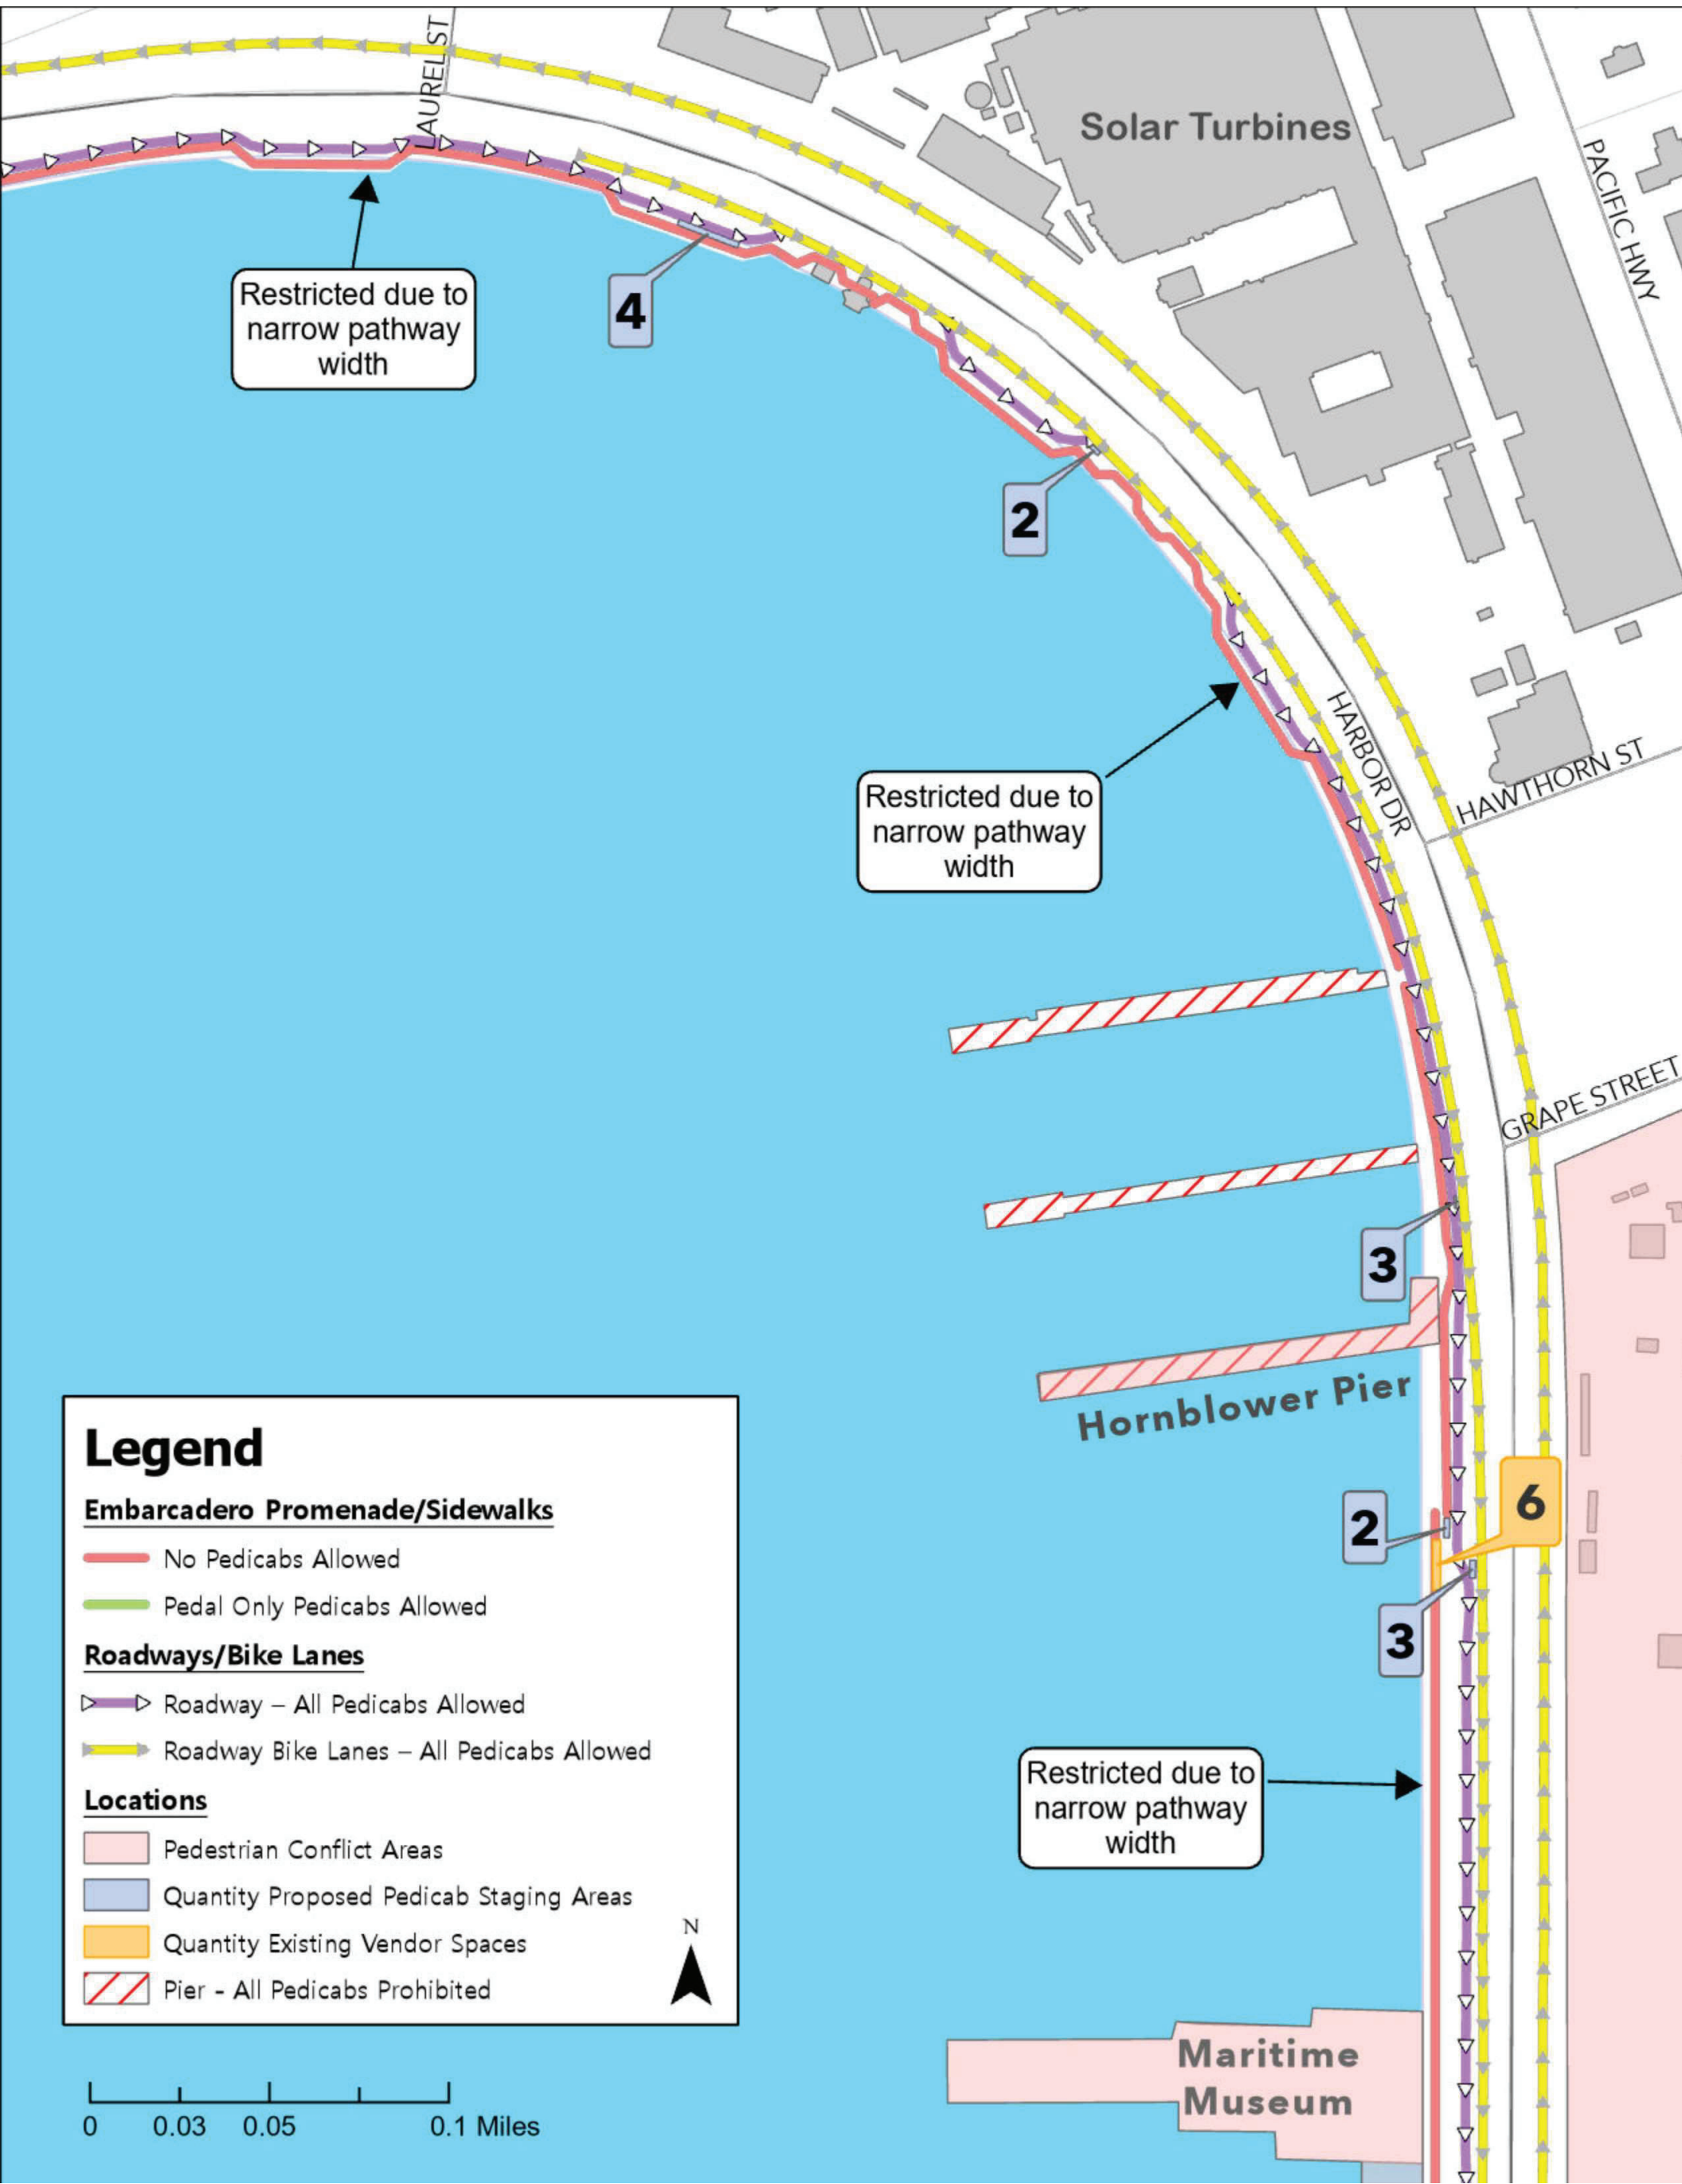 LAUREL ST
Solar Turbines
PACIFIC HWY
Restricted due to
narrow pathway
width
4
2
HARBOR DR
HAWTHORN ST
Restricted due to
narrow pathway
width
GRAPE STREET
3
Hornblower Pier
6
2
3
Restricted due to
narrow pathway
width
Maritime
Museum
Legend
Embarcadero Promenade/Sidewalks
No Pedicabs Allowed
Pedal Only Pedicabs Allowed
Roadways/Bike Lanes
Roadway – All Pedicabs Allowed
Roadway Bike Lanes – All Pedicabs Allowed
Locations
Pedestrian Conflict Areas
Quantity Proposed Pedicab Staging Areas
Quantity Existing Vendor Spaces
Pier - All Pedicabs Prohibited
N
0 0.03 0.05 0.1 Miles